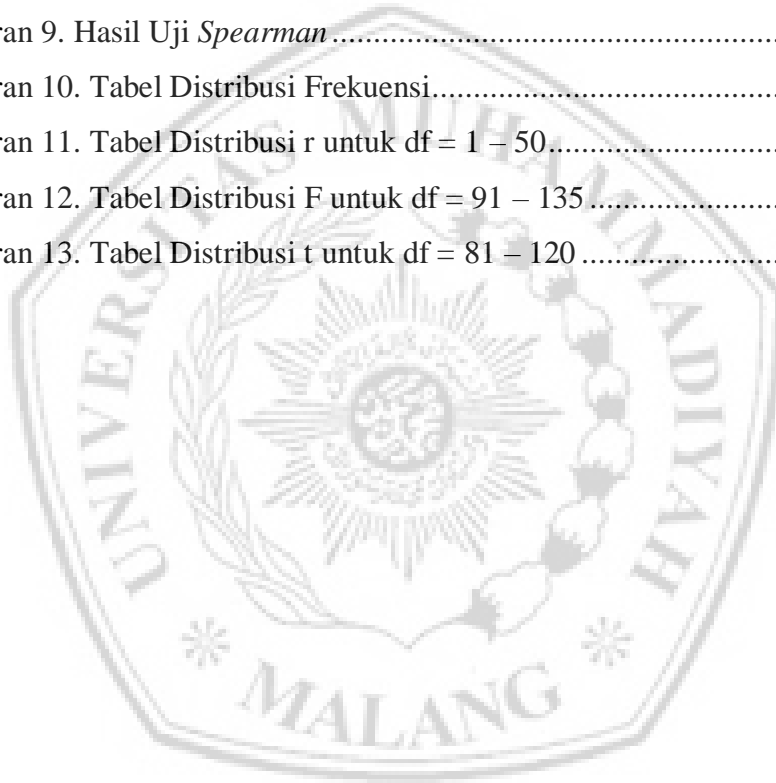 ran 9. Hasil Uji Spearman ........................................................
ran 10. Tabel Distribusi Frekuensi...........................................
ran 11. Tabel Distribusi r untuk df = 1 – 50.............................
ran 12. Tabel Distribusi F untuk df = 91 – 135 ........................
ran 13. Tabel Distribusi t untuk df = 81 – 120 .........................
UNIVERSITAS MUHAMMADIYAH
MALANG